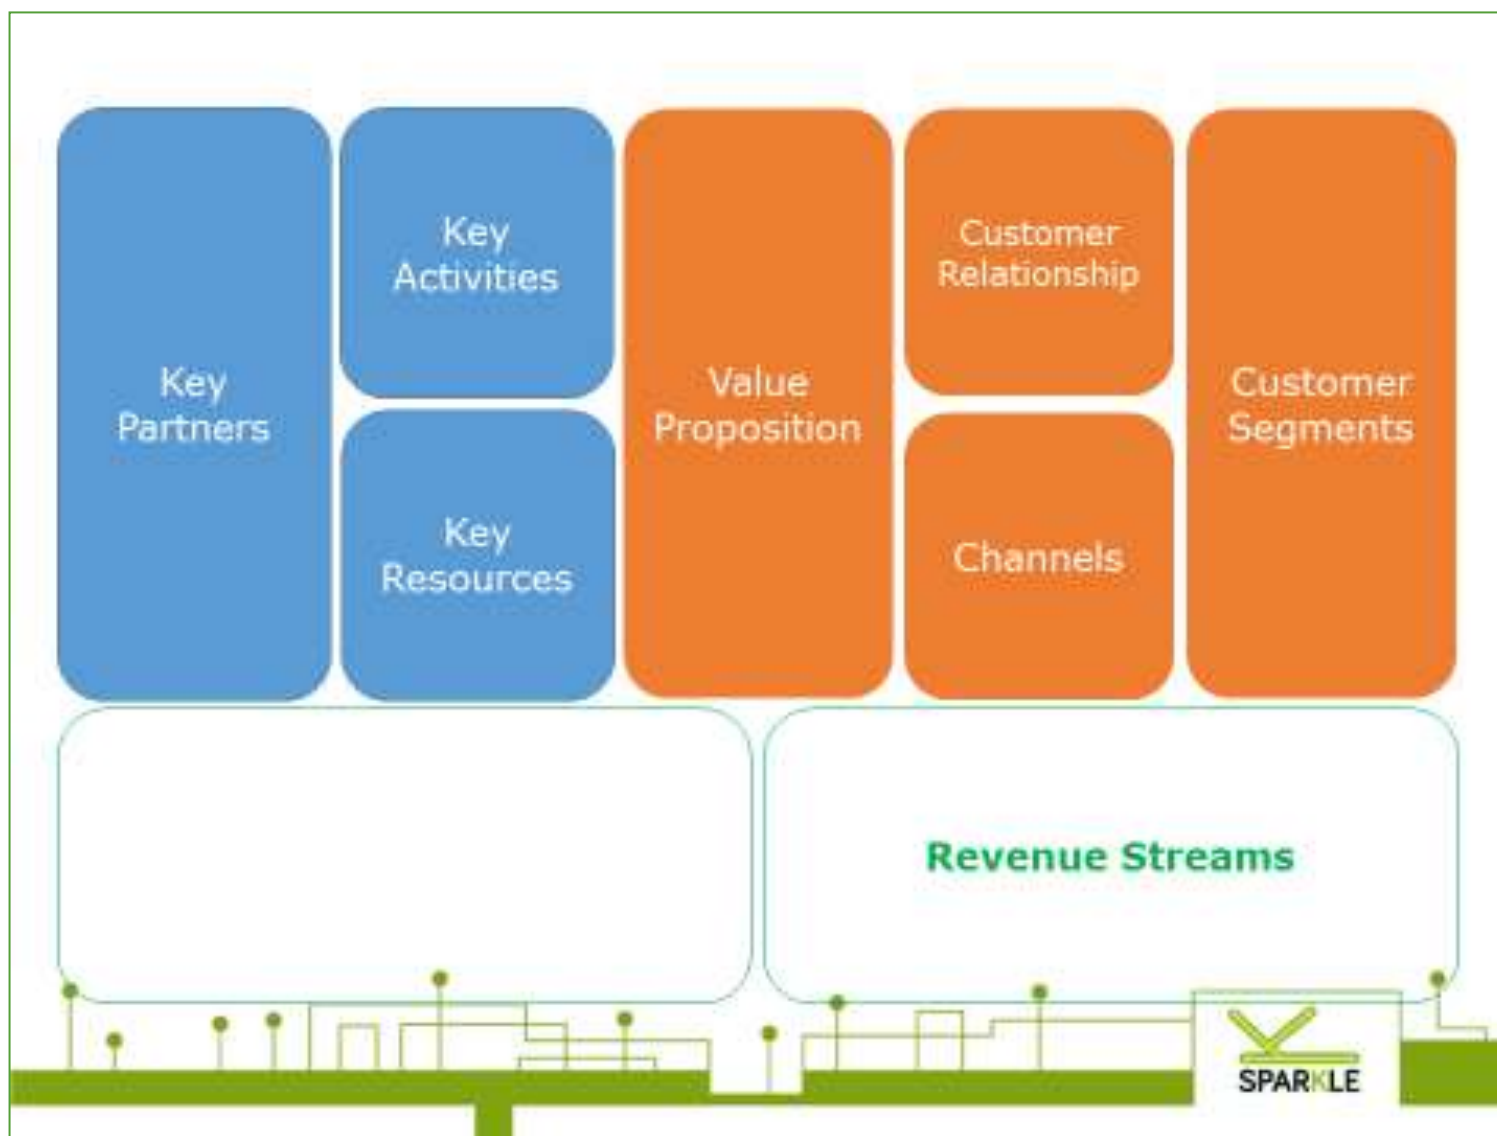 Key
Partners
Key
Activities
Key
Resources
Value
Proposition
Customer
Relationship
Channels
Customer
Segments
Revenue Streams
SPARKLE